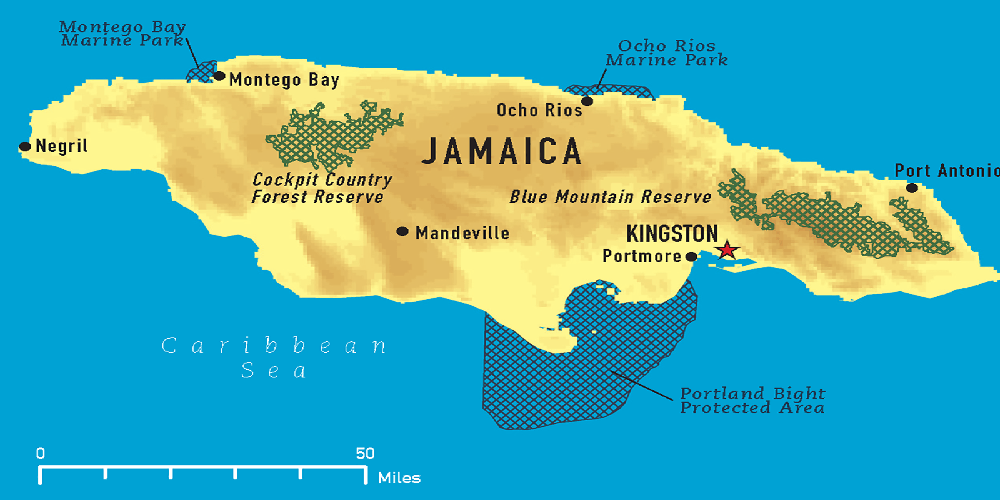 Montego Bay
Marine Park
Ocho Rios
Marine Park
Montego Bay
Ocho Rios
Negril
JAMAICA
Port Antonio
Cockpit Country
Forest Reserve
Blue Mountain Reserve
Mandeville
KINGSTON
Portmore
Caribbean
Sea
Portland Bight
Protected Area
0
50
Miles